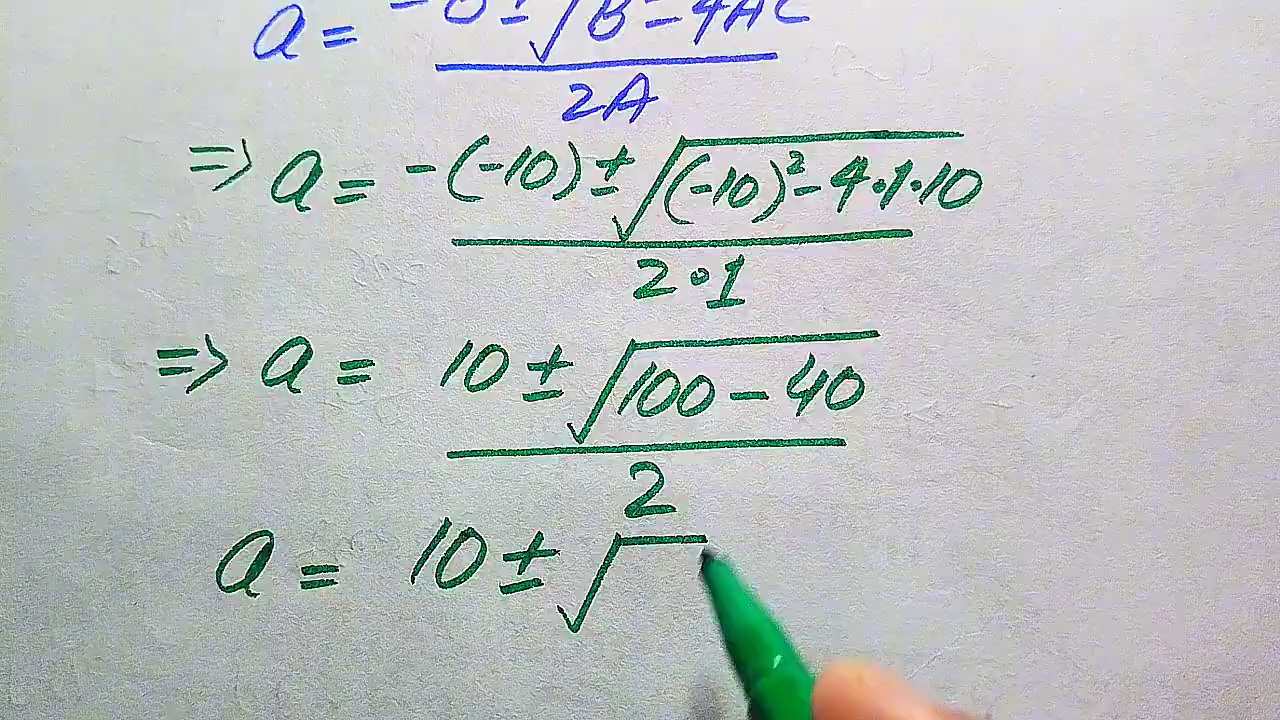 a = -B ± √B² - 4AC
2A
=> a = -(-10) ± √(-10)² - 4·1·10
2·1
=> a = 10 ± √100 - 40
2
a = 10 ± √